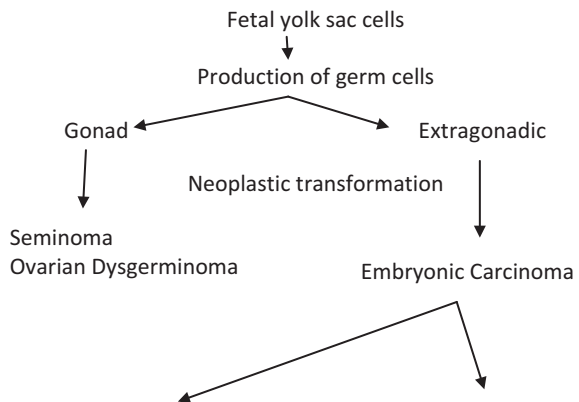 Fetal yolk sac cells
Production of germ cells
Gonad
Extragonadic
Neoplastic transformation
Seminoma
Ovarian Dysgerminoma
Embryonic Carcinoma